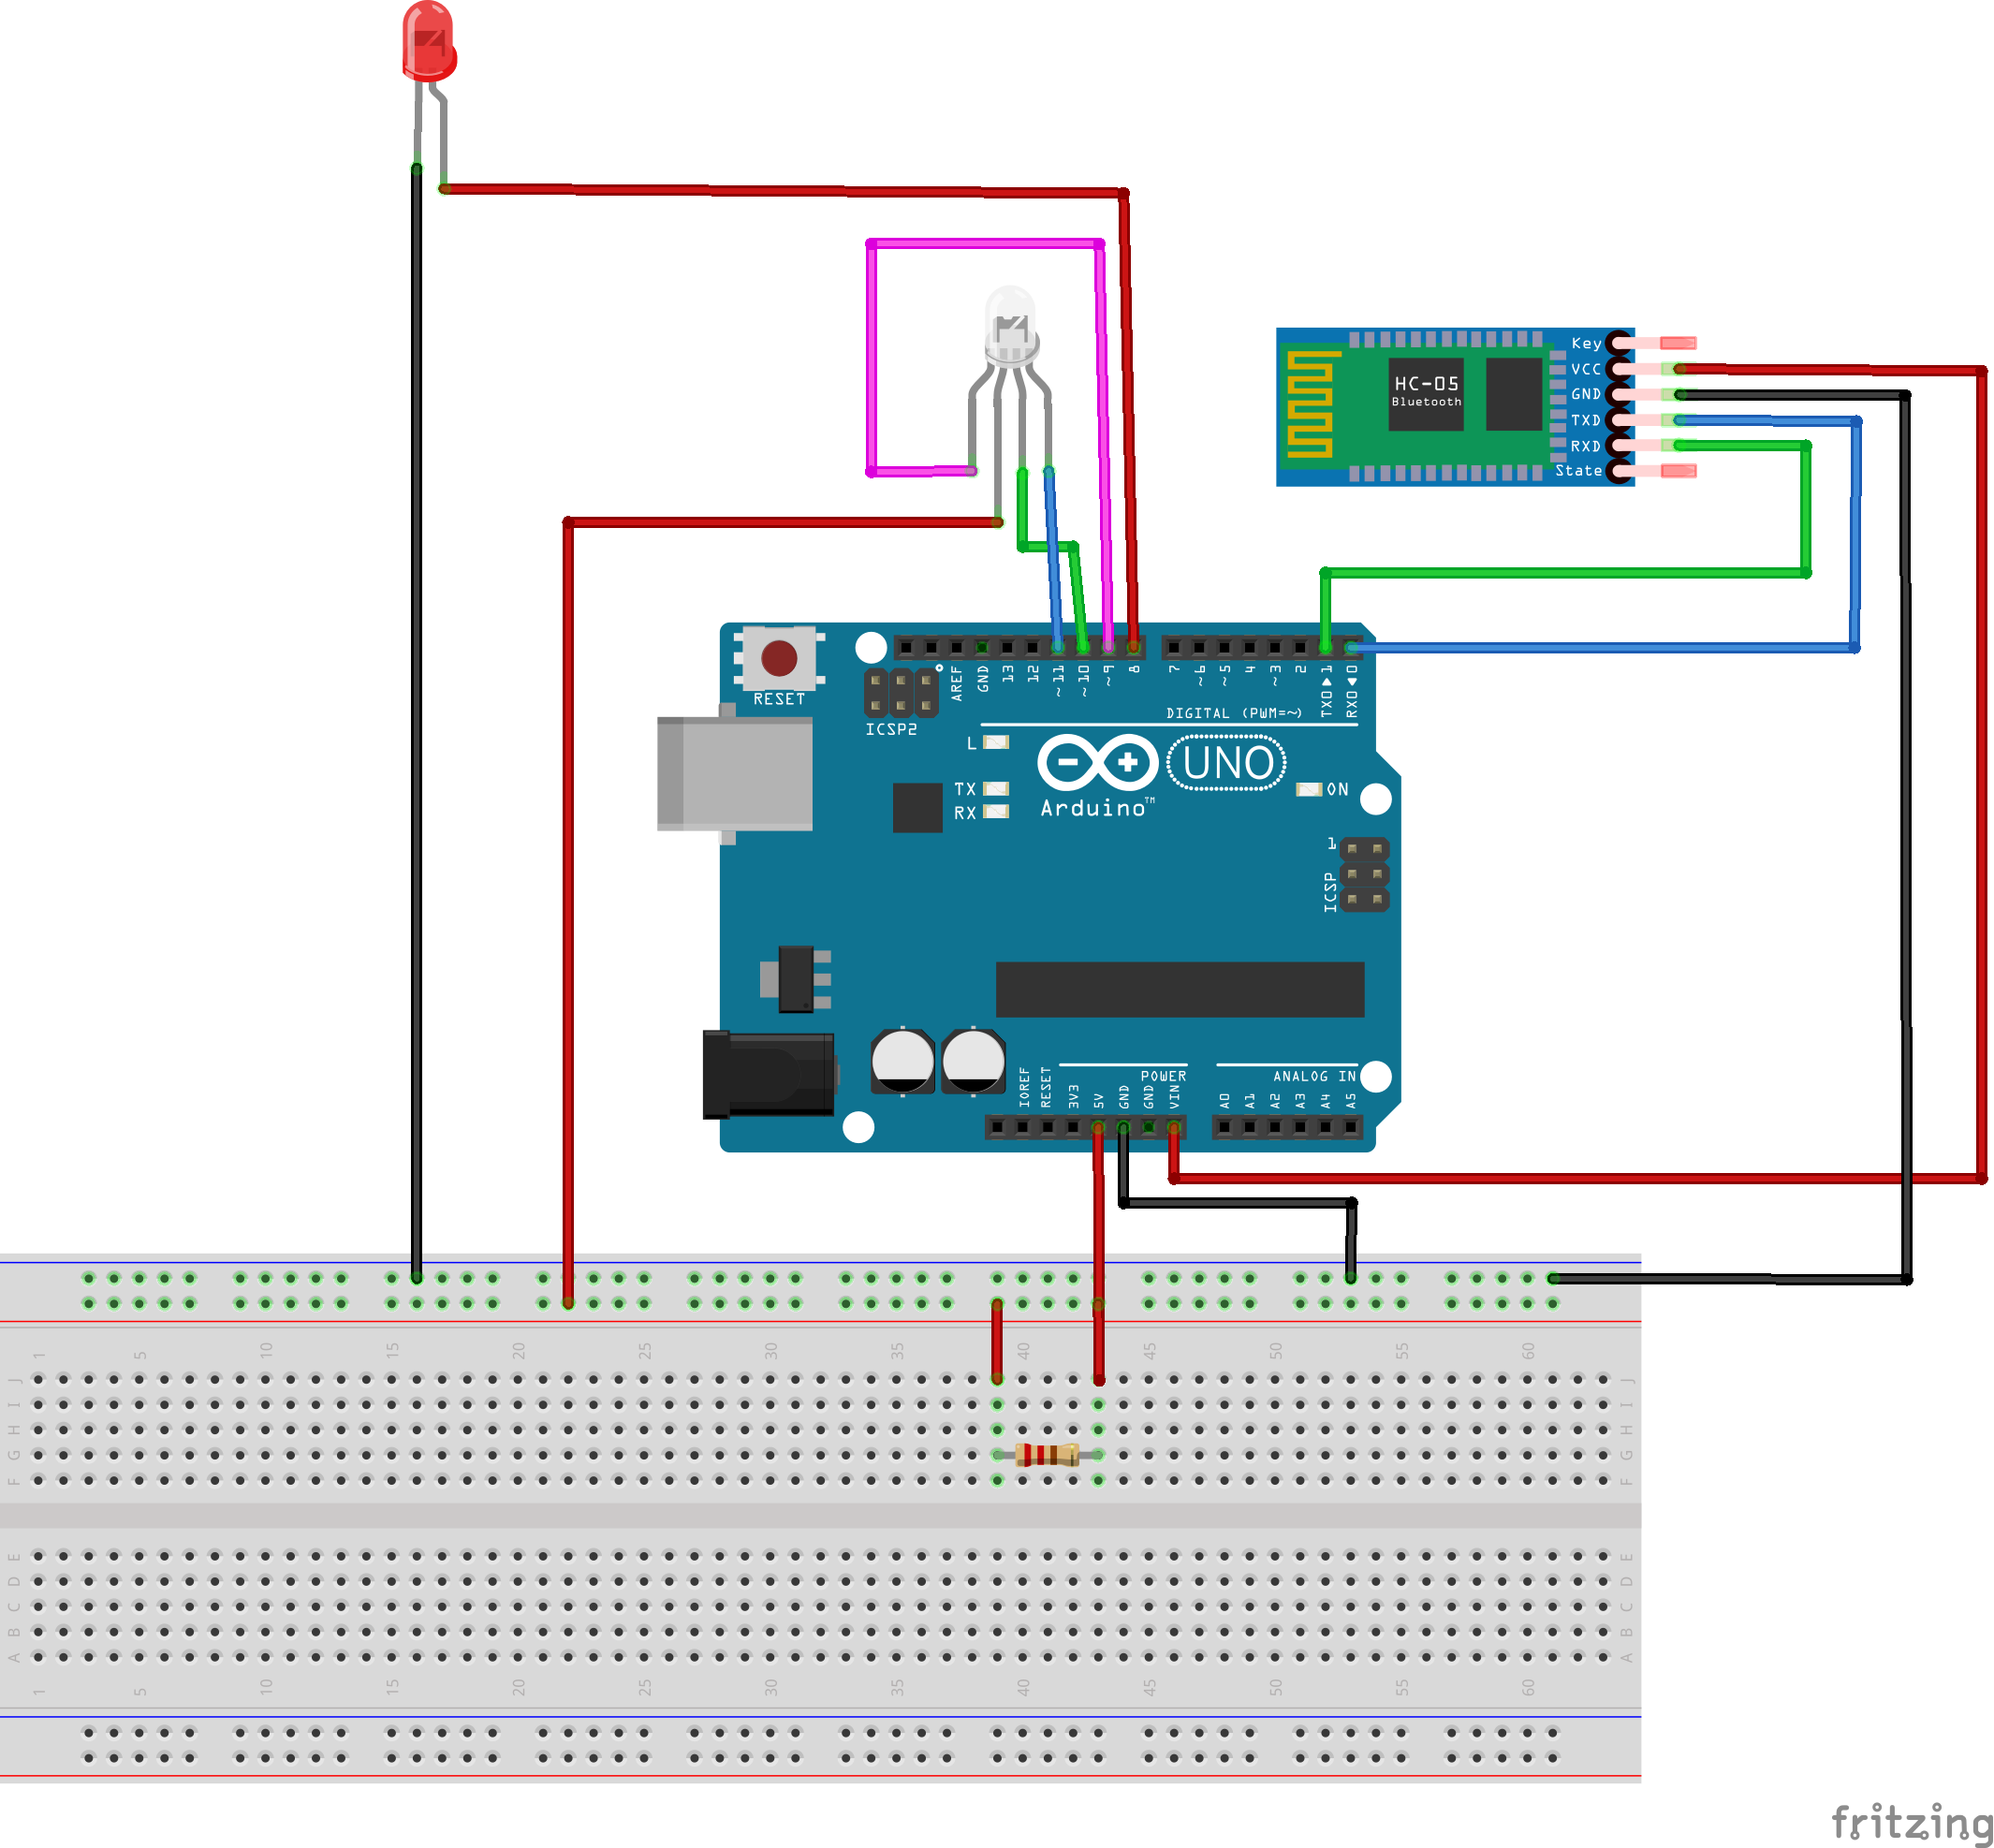 Key
VCC
GND
TXD
RXD
State
HC-05
Bluetooth
RESET
ICSP2
AREF
GND
13
12
~11
~10
~9
8
7
~6
~5
4
~3
2
TX0▶1
RX0◀0
DIGITAL (PWM=~)
L
TX
RX
UNO
Arduino™
ON
1
ICSP
POWER
ANALOG IN
IOREF
RESET
3V3
5V
GND
GND
VIN
A0
A1
A2
A3
A4
A5
1 5 10 15 20 25 30 35 40 45 50 55 60
J J
I I
H H
G G
F F
E E
D D
C C
B B
A A
1 5 10 15 20 25 30 35 40 45 50 55 60
fritzing